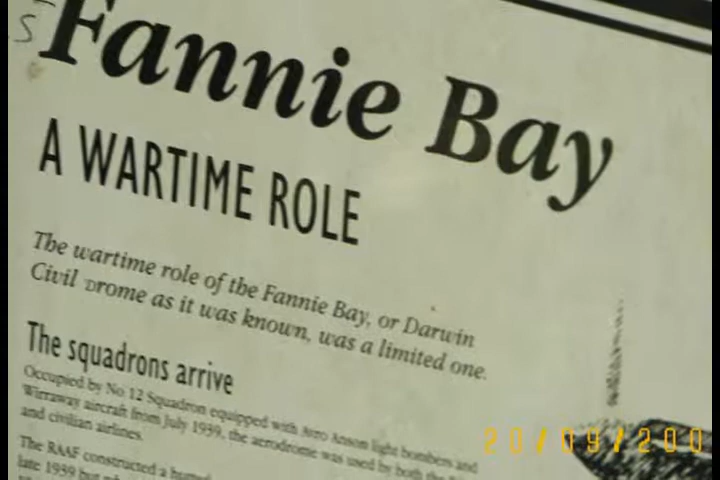 S
Fannie Bay
A WARTIME ROLE
The wartime role of the Fannie Bay, or Darwin
Civil 'drome as it was known, was a limited one.
The squadrons arrive
Occupied by No 12 Squadron equipped with Avro Anson light bombers and
Wirraway aircraft from July 1939, the aerodrome was used by both the
and civilian airlines.
The RAAF constructed a
late 1939 but
20/09/200